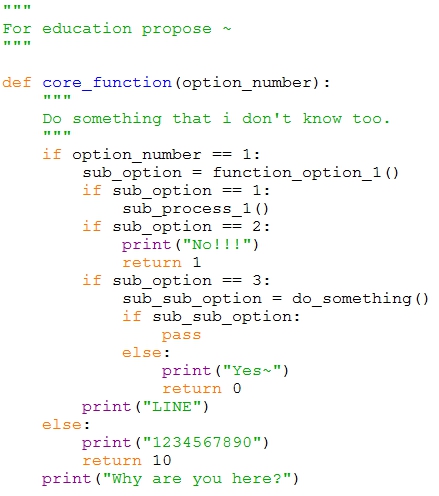 """
For education propose ~
"""

def core_function(option_number):
    """
    Do something that i don't know too.
    """
    if option_number == 1:
        sub_option = function_option_1()
        if sub_option == 1:
            sub_process_1()
        if sub_option == 2:
            print("No!!!")
            return 1
        if sub_option == 3:
            sub_sub_option = do_something()
            if sub_sub_option:
                pass
            else:
                print("Yes~")
                return 0
        print("LINE")
    else:
        print("1234567890")
        return 10
    print("Why are you here?")